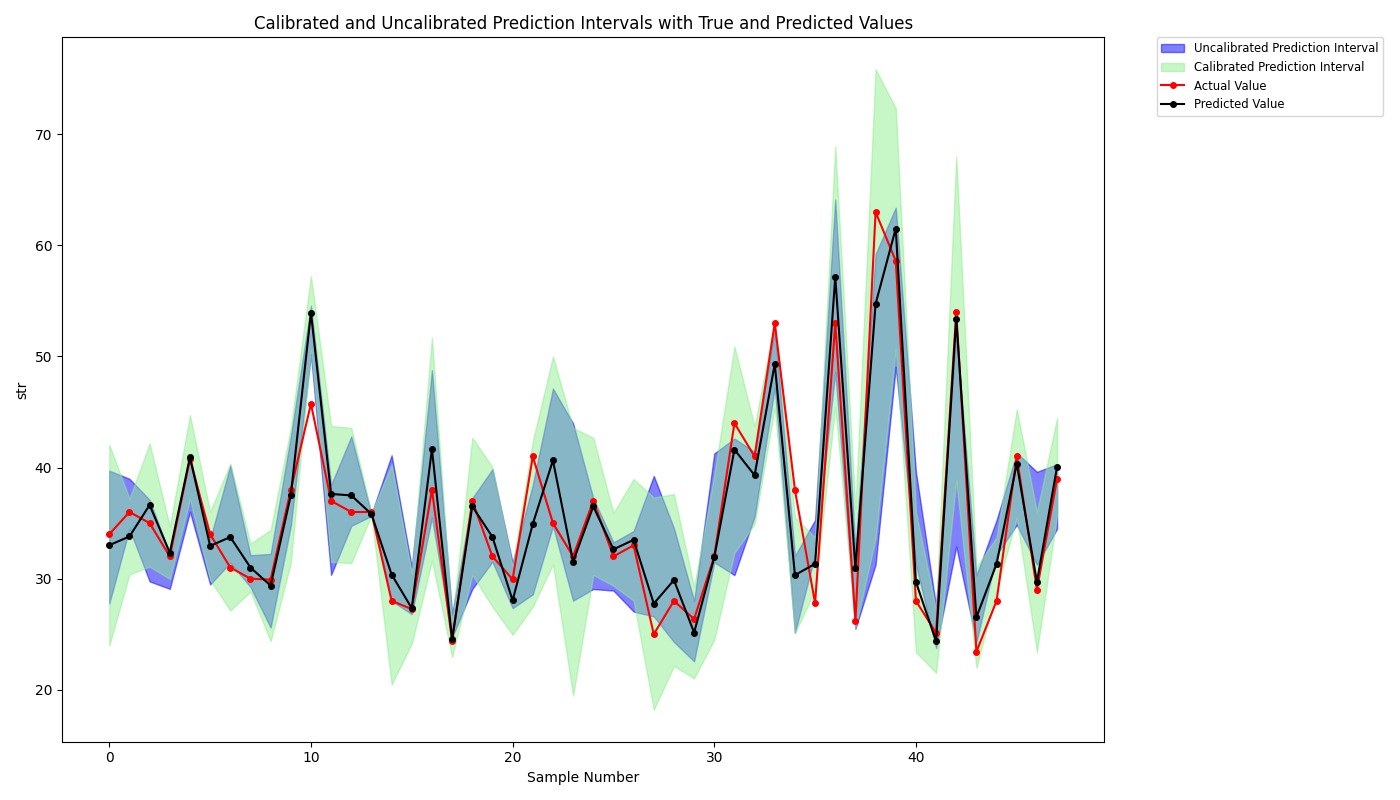 Calibrated and Uncalibrated Prediction Intervals with True and Predicted Values
Uncalibrated Prediction Interval
Calibrated Prediction Interval
Actual Value
Predicted Value
70
60
50
40
30
20
str
0 10 20 30 40
Sample Number